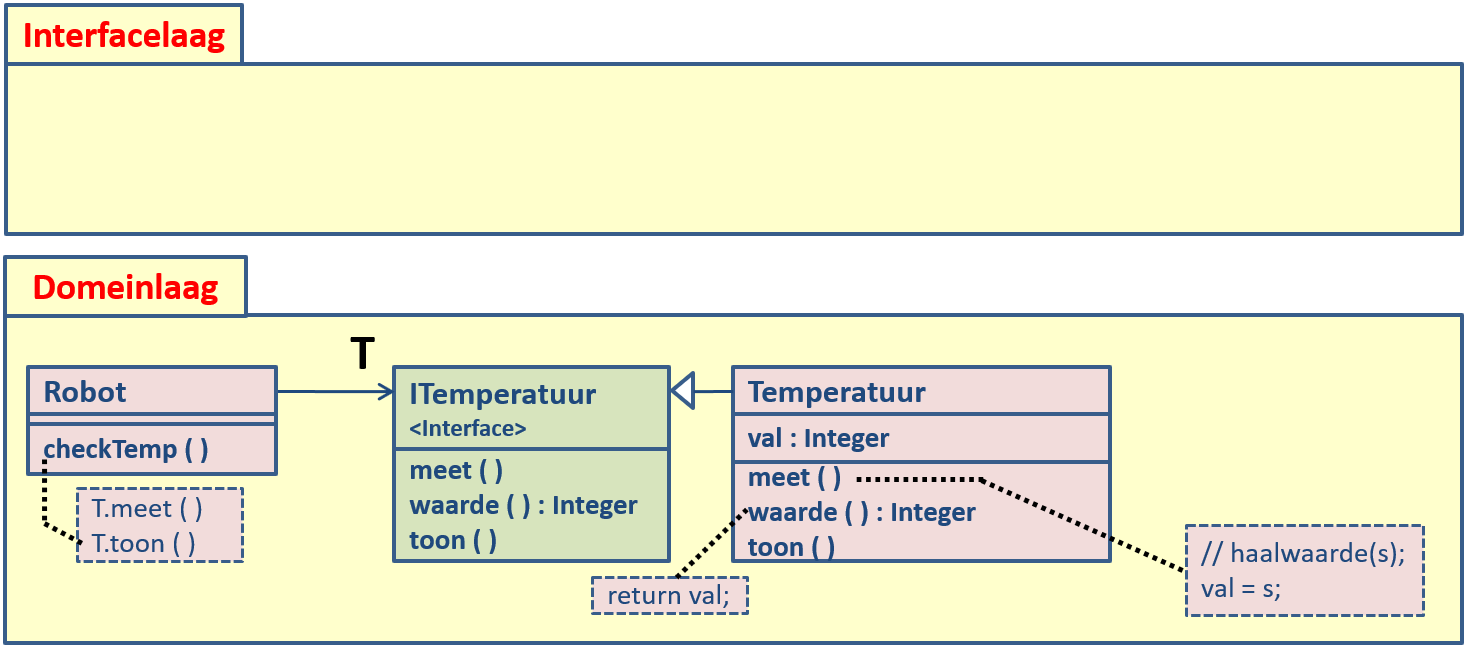 Interfacelaag
Domeinlaag
T
Robot
checkTemp ( )
T.meet ( )
T.toon ( )
ITemperatuur
<Interface>
meet ( )
waarde ( ) : Integer
toon ( )
Temperatuur
val : Integer
meet ( )
waarde ( ) : Integer
toon ( )
return val;
// haalwaarde(s);
val = s;